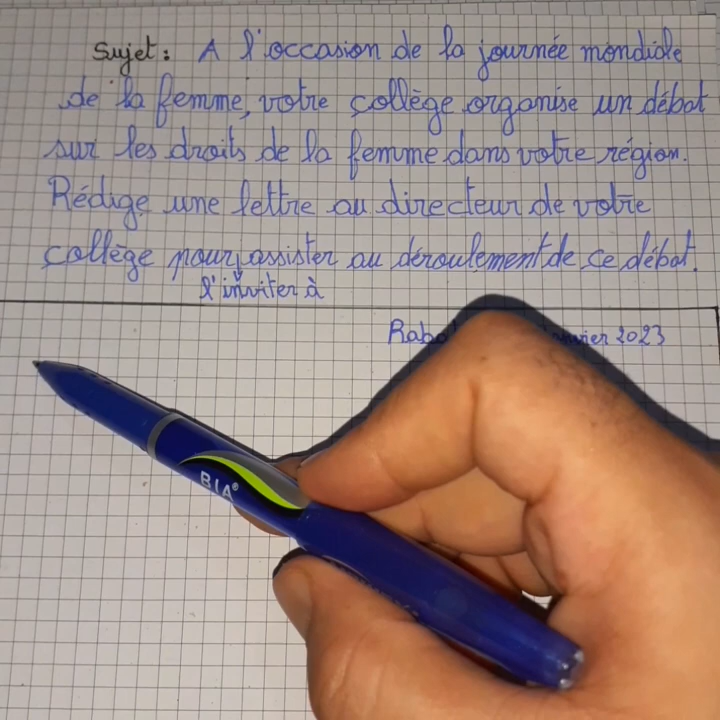 Sujet: A l'occasion de la journée mondiale
de la femme, votre collège organise un débat
sur les droits de la femme dans votre région.
Rédige une lettre au directeur de votre
collège pour assister au déroulement de ce débat.
l'inviter à
2023
BIA®